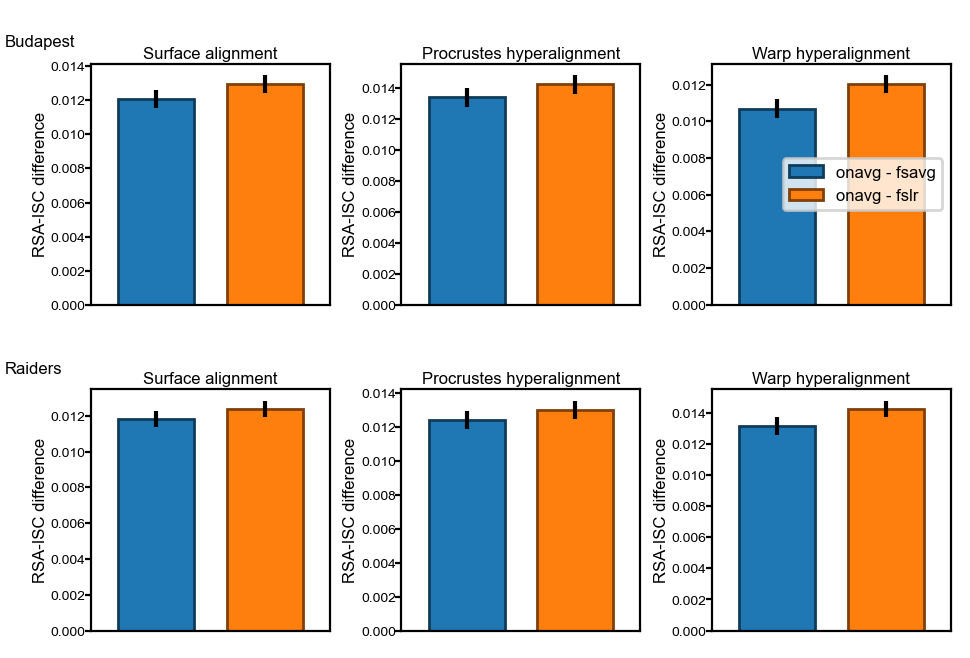 Budapest
Surface alignment
Procrustes hyperalignment
Warp hyperalignment
RSA-ISC difference
0.014
0.012
0.010
0.008
0.006
0.004
0.002
0.000
RSA-ISC difference
0.014
0.012
0.010
0.008
0.006
0.004
0.002
0.000
RSA-ISC difference
0.012
0.010
0.008
0.006
0.004
0.002
0.000
onavg - fsavg
onavg - fslr
Raiders
Surface alignment
Procrustes hyperalignment
Warp hyperalignment
RSA-ISC difference
0.012
0.010
0.008
0.006
0.004
0.002
0.000
RSA-ISC difference
0.014
0.012
0.010
0.008
0.006
0.004
0.002
0.000
RSA-ISC difference
0.014
0.012
0.010
0.008
0.006
0.004
0.002
0.000